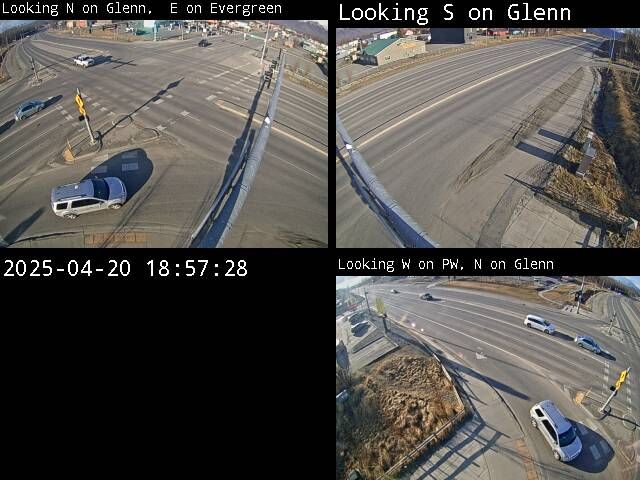 Looking N on Glenn,  E on Evergreen
Looking S on Glenn
2025-04-20 18:57:28
Looking W on PW, N on Glenn